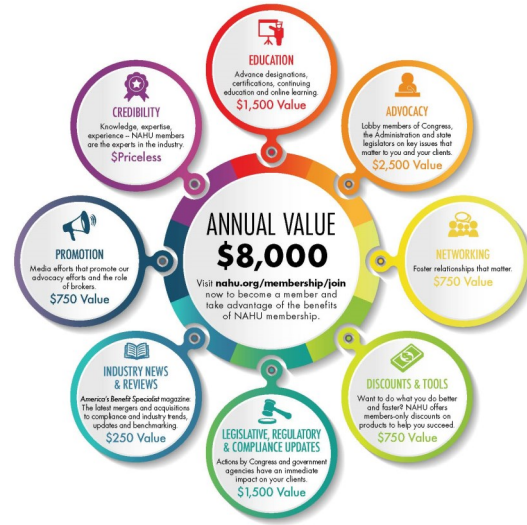 EDUCATION
Advance designations,
certifications, continuing
education and online learning.
$1,500 Value
ADVOCACY
Lobby members of Congress,
the Administration and state
legislators on key issues that
matter to you and your clients.
$2,500 Value
NETWORKING
Foster relationships that matter.
$750 Value
DISCOUNTS & TOOLS
Want to do what you do better
and faster? NAHU offers
members-only discounts on
products to help you succeed.
$750 Value
LEGISLATIVE, REGULATORY
& COMPLIANCE UPDATES
Actions by Congress and government
agencies have an immediate
impact on your clients.
$1,500 Value
INDUSTRY NEWS
& REVIEWS
America's Benefit Specialist magazine:
The latest mergers and acquisitions
to compliance and industry trends,
updates and benchmarking.
$250 Value
PROMOTION
Media efforts that promote our
advocacy efforts and the role
of brokers.
$750 Value
CREDIBILITY
Knowledge, expertise,
experience – NAHU members
are the experts in the industry.
$Priceless
ANNUAL VALUE
$8,000
Visit nahu.org/membership/join
now to become a member and
take advantage of the benefits
of NAHU membership.